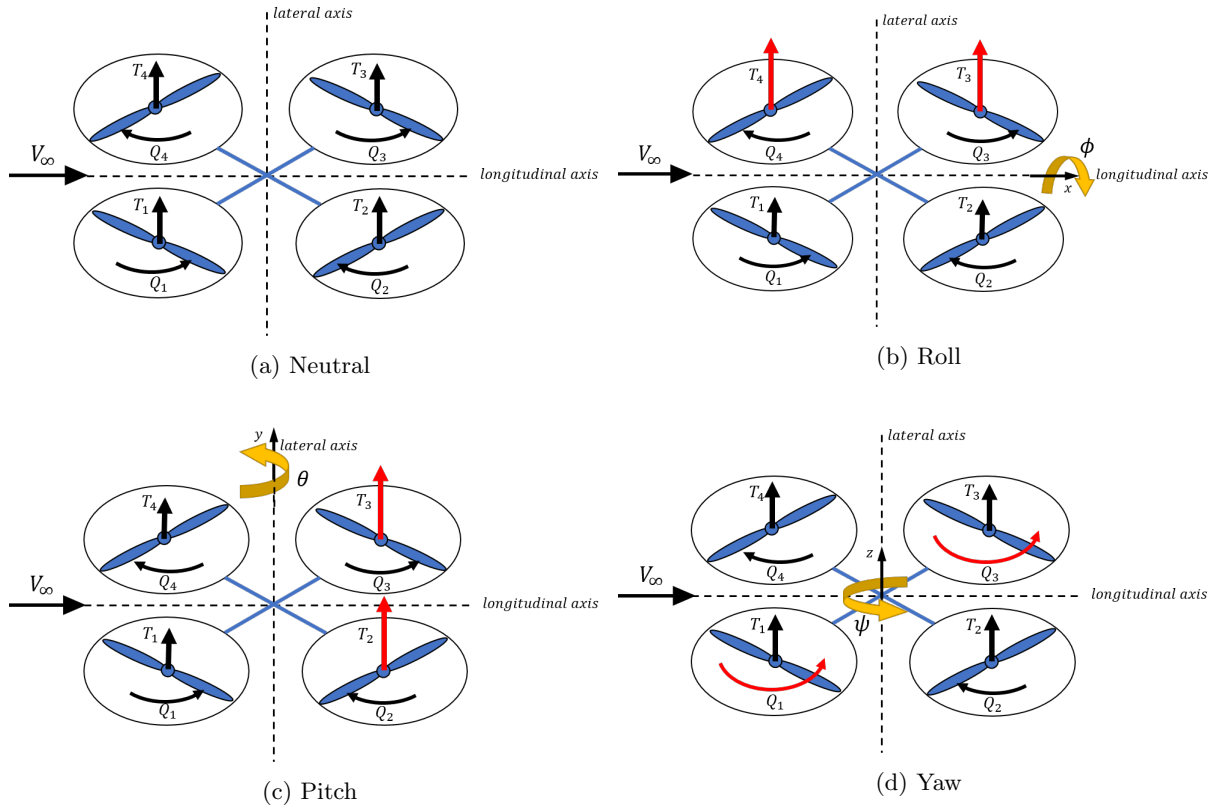 lateral axis
T₄
T₃
Q₄
Q₃
V∞
longitudinal axis
T₁
T₂
Q₁
Q₂
(a) Neutral
lateral axis
T₄
T₃
Q₄
Q₃
ϕ
V∞
x
longitudinal axis
T₁
T₂
Q₁
Q₂
(b) Roll
y
lateral axis
θ
T₄
T₃
Q₄
Q₃
V∞
longitudinal axis
T₁
T₂
Q₁
Q₂
(c) Pitch
lateral axis
T₄
T₃
z
Q₄
Q₃
V∞
longitudinal axis
ψ
T₁
T₂
Q₁
Q₂
(d) Yaw